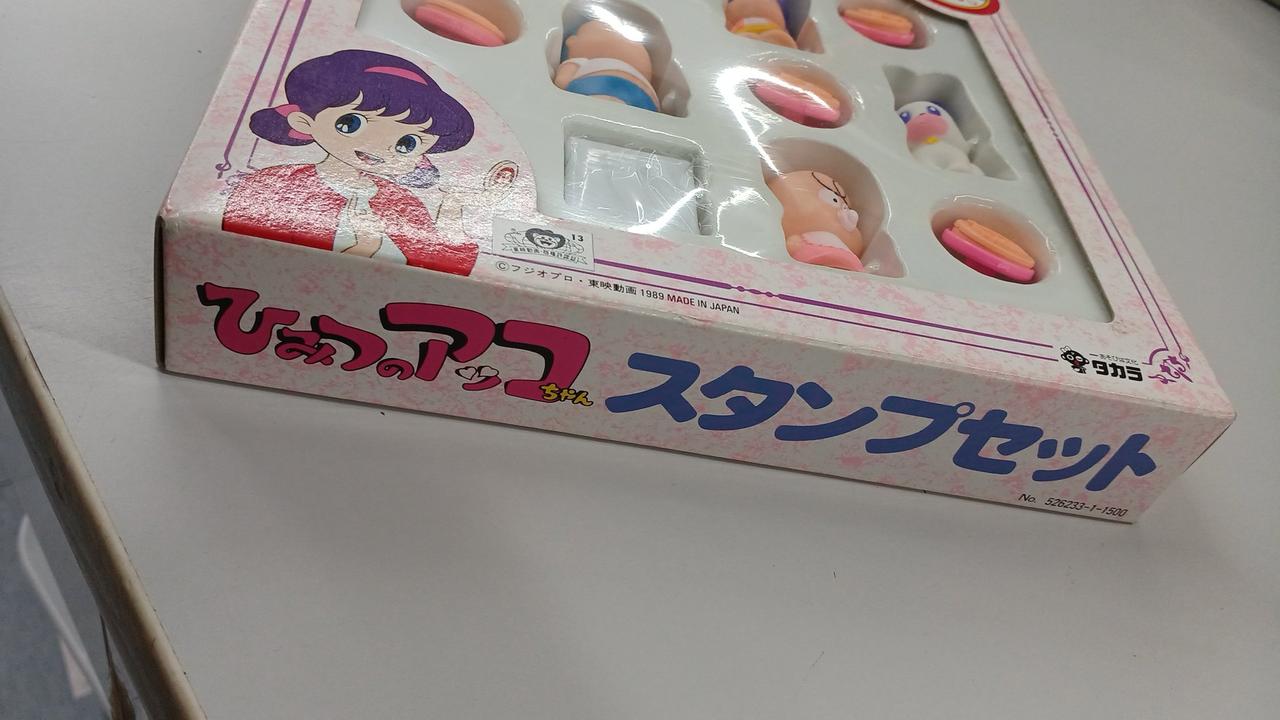 13
©フジオプロ・東映動画 1989 MADE IN JAPAN
タカラ
ひみつのアッコちゃん スタンプセット
No. 526233-1-1500